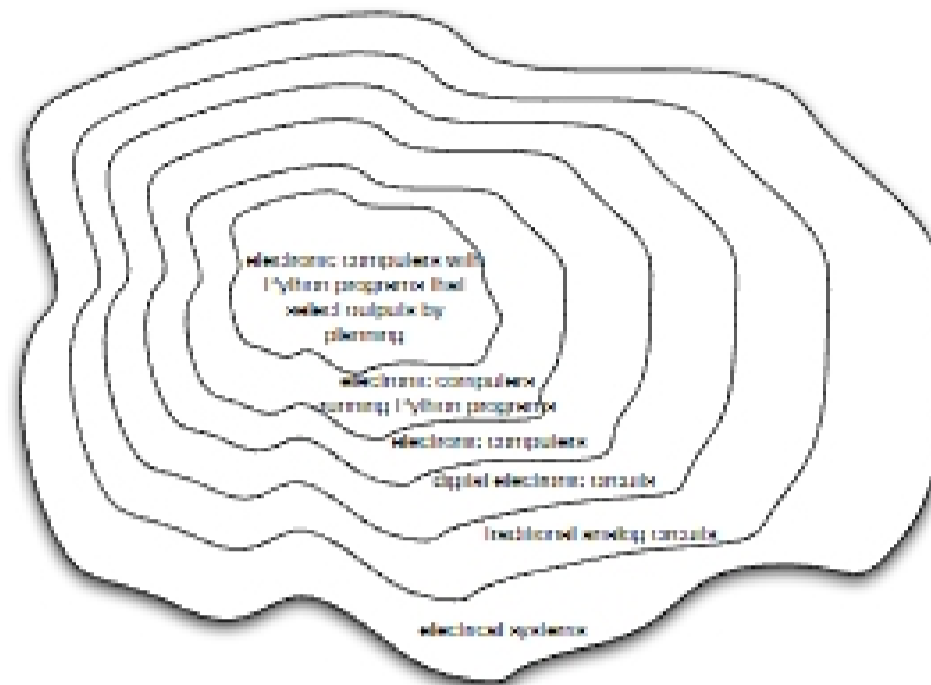 electronic computers with
Python programs that
select outputs by
planning
electronic computers
running Python programs
electronic computers
digital electronic circuits
traditional analog circuits
electrical systems